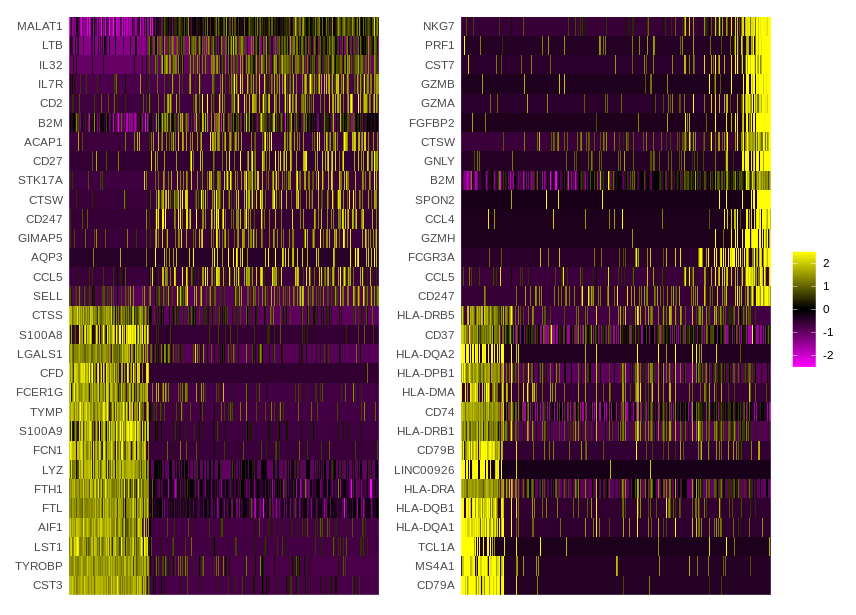 MALAT1
LTB
IL32
IL7R
CD2
B2M
ACAP1
CD27
STK17A
CTSW
CD247
GIMAP5
AQP3
CCL5
SELL
CTSS
S100A8
LGALS1
CFD
FCER1G
TYMP
S100A9
FCN1
LYZ
FTH1
FTL
AIF1
LST1
TYROBP
CST3
NKG7
PRF1
CST7
GZMB
GZMA
FGFBP2
CTSW
GNLY
B2M
SPON2
CCL4
GZMH
FCGR3A
CCL5
CD247
HLA-DRB5
CD37
HLA-DQA2
HLA-DPB1
HLA-DMA
CD74
HLA-DRB1
CD79B
LINC00926
HLA-DRA
HLA-DQB1
HLA-DQA1
TCL1A
MS4A1
CD79A
2
1
0
-1
-2